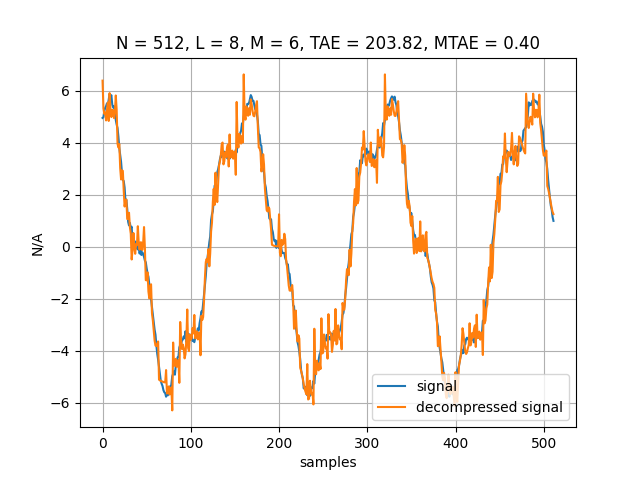 N = 512, L = 8, M = 6, TAE = 203.82, MTAE = 0.40
6
4
2
0
−2
−4
−6
N/A
signal
decompressed signal
0 100 200 300 400 500
samples